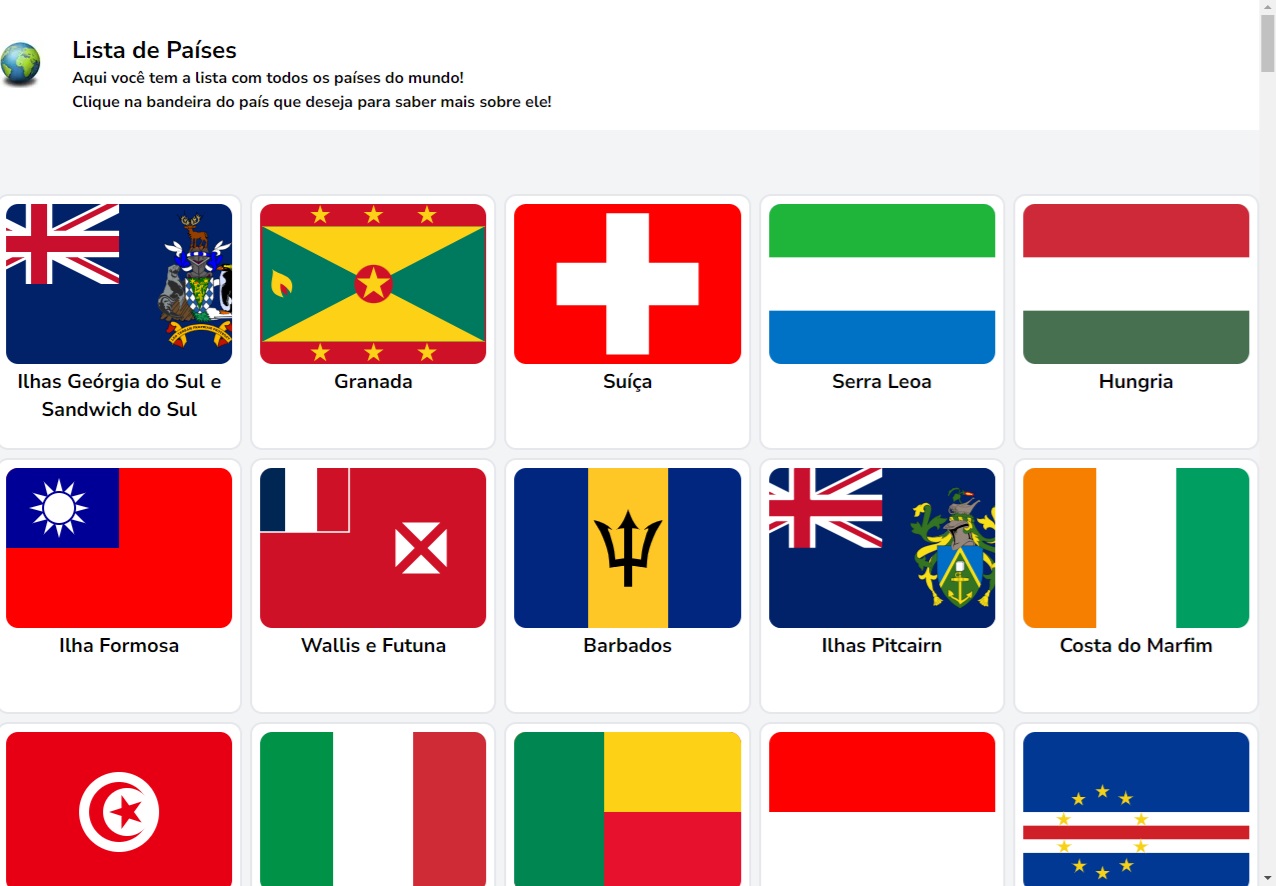 Lista de Países
Aqui você tem a lista com todos os países do mundo!
Clique na bandeira do país que deseja para saber mais sobre ele!
Ilhas Geórgia do Sul e
Sandwich do Sul
Granada
Suíça
Serra Leoa
Hungria
Ilha Formosa
Wallis e Futuna
Barbados
Ilhas Pitcairn
Costa do Marfim